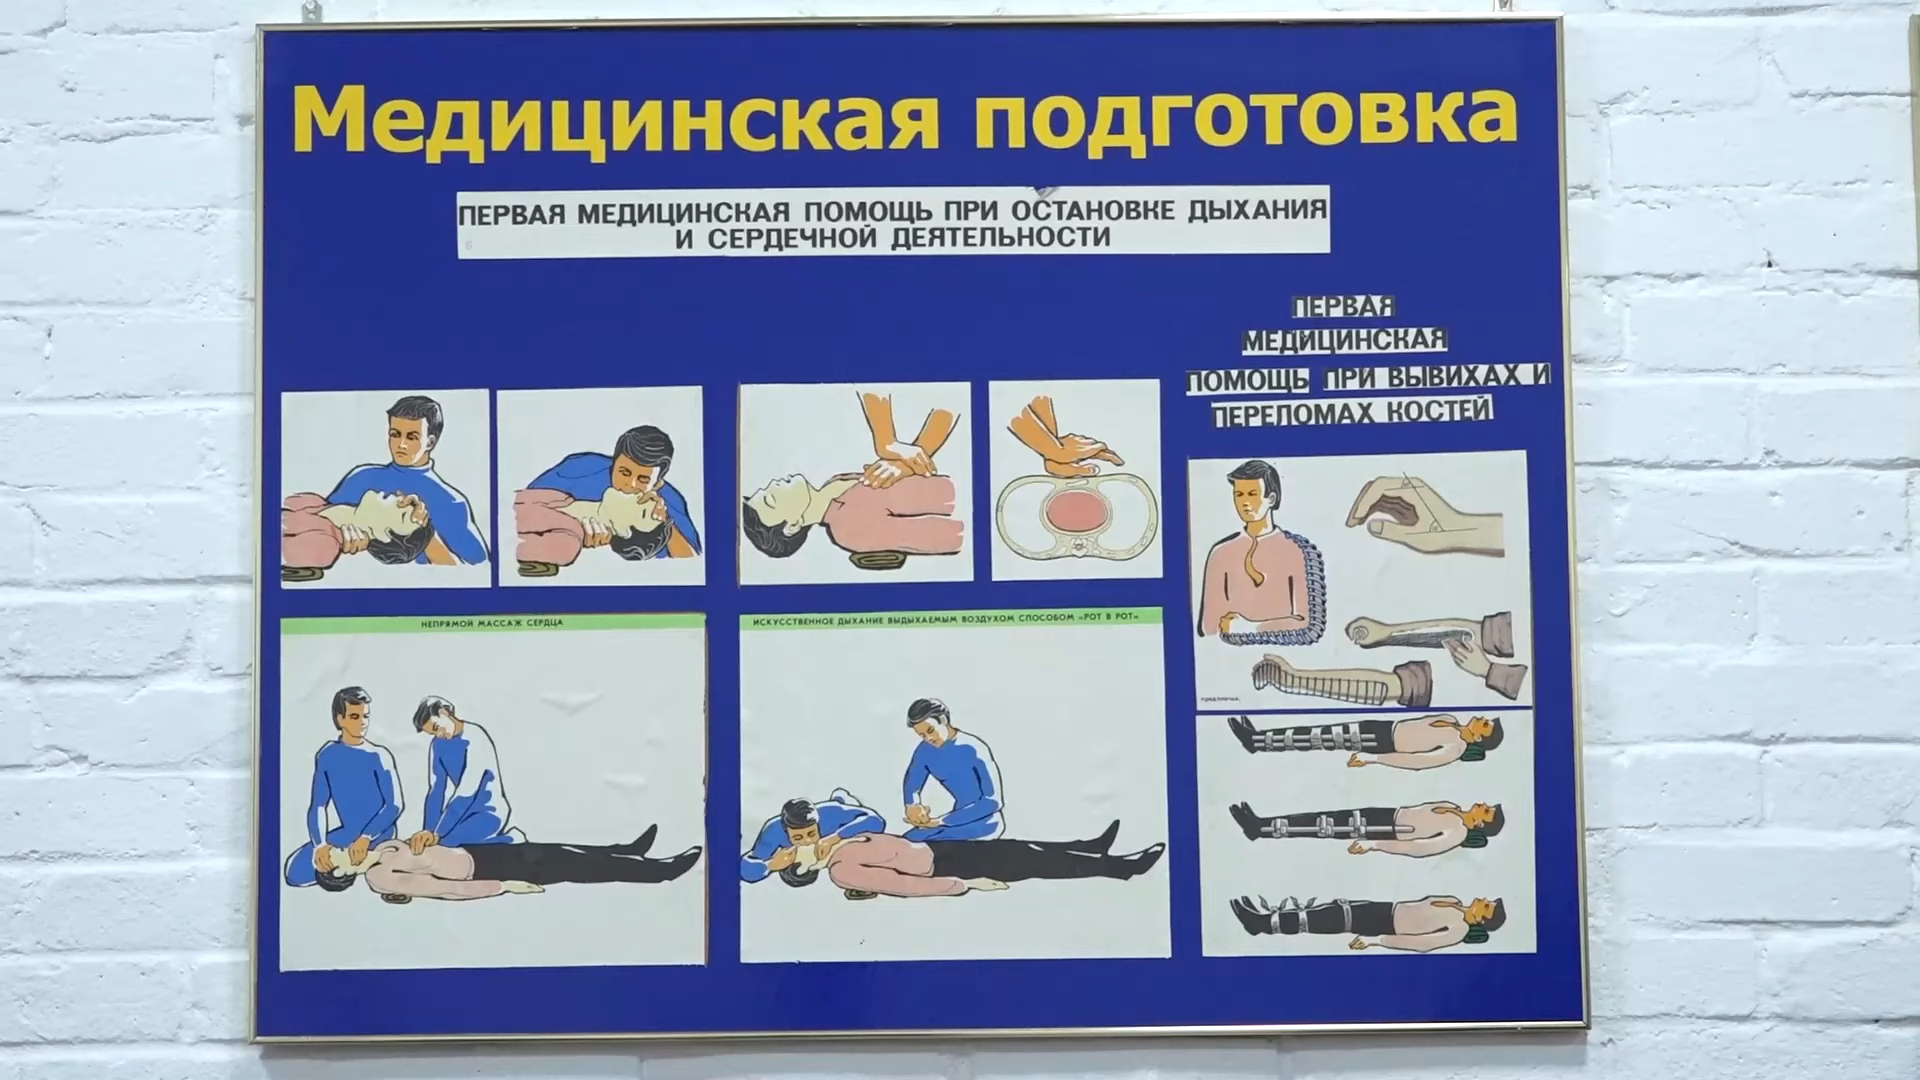 Медицинская подготовка
ПЕРВАЯ МЕДИЦИНСКАЯ ПОМОЩЬ ПРИ ОСТАНОВКЕ ДЫХАНИЯ
И СЕРДЕЧНОЙ ДЕЯТЕЛЬНОСТИ
6
ПЕРВАЯ
МЕДИЦИНСКАЯ
ПОМОЩЬ ПРИ ВЫВИХАХ И
ПЕРЕЛОМАХ КОСТЕЙ
НЕПРЯМОЙ МАССАЖ СЕРДЦА
ИСКУССТВЕННОЕ ДЫХАНИЕ ВЫДЫХАЕМЫМ ВОЗДУХОМ СПОСОБОМ «РОТ В РОТ»